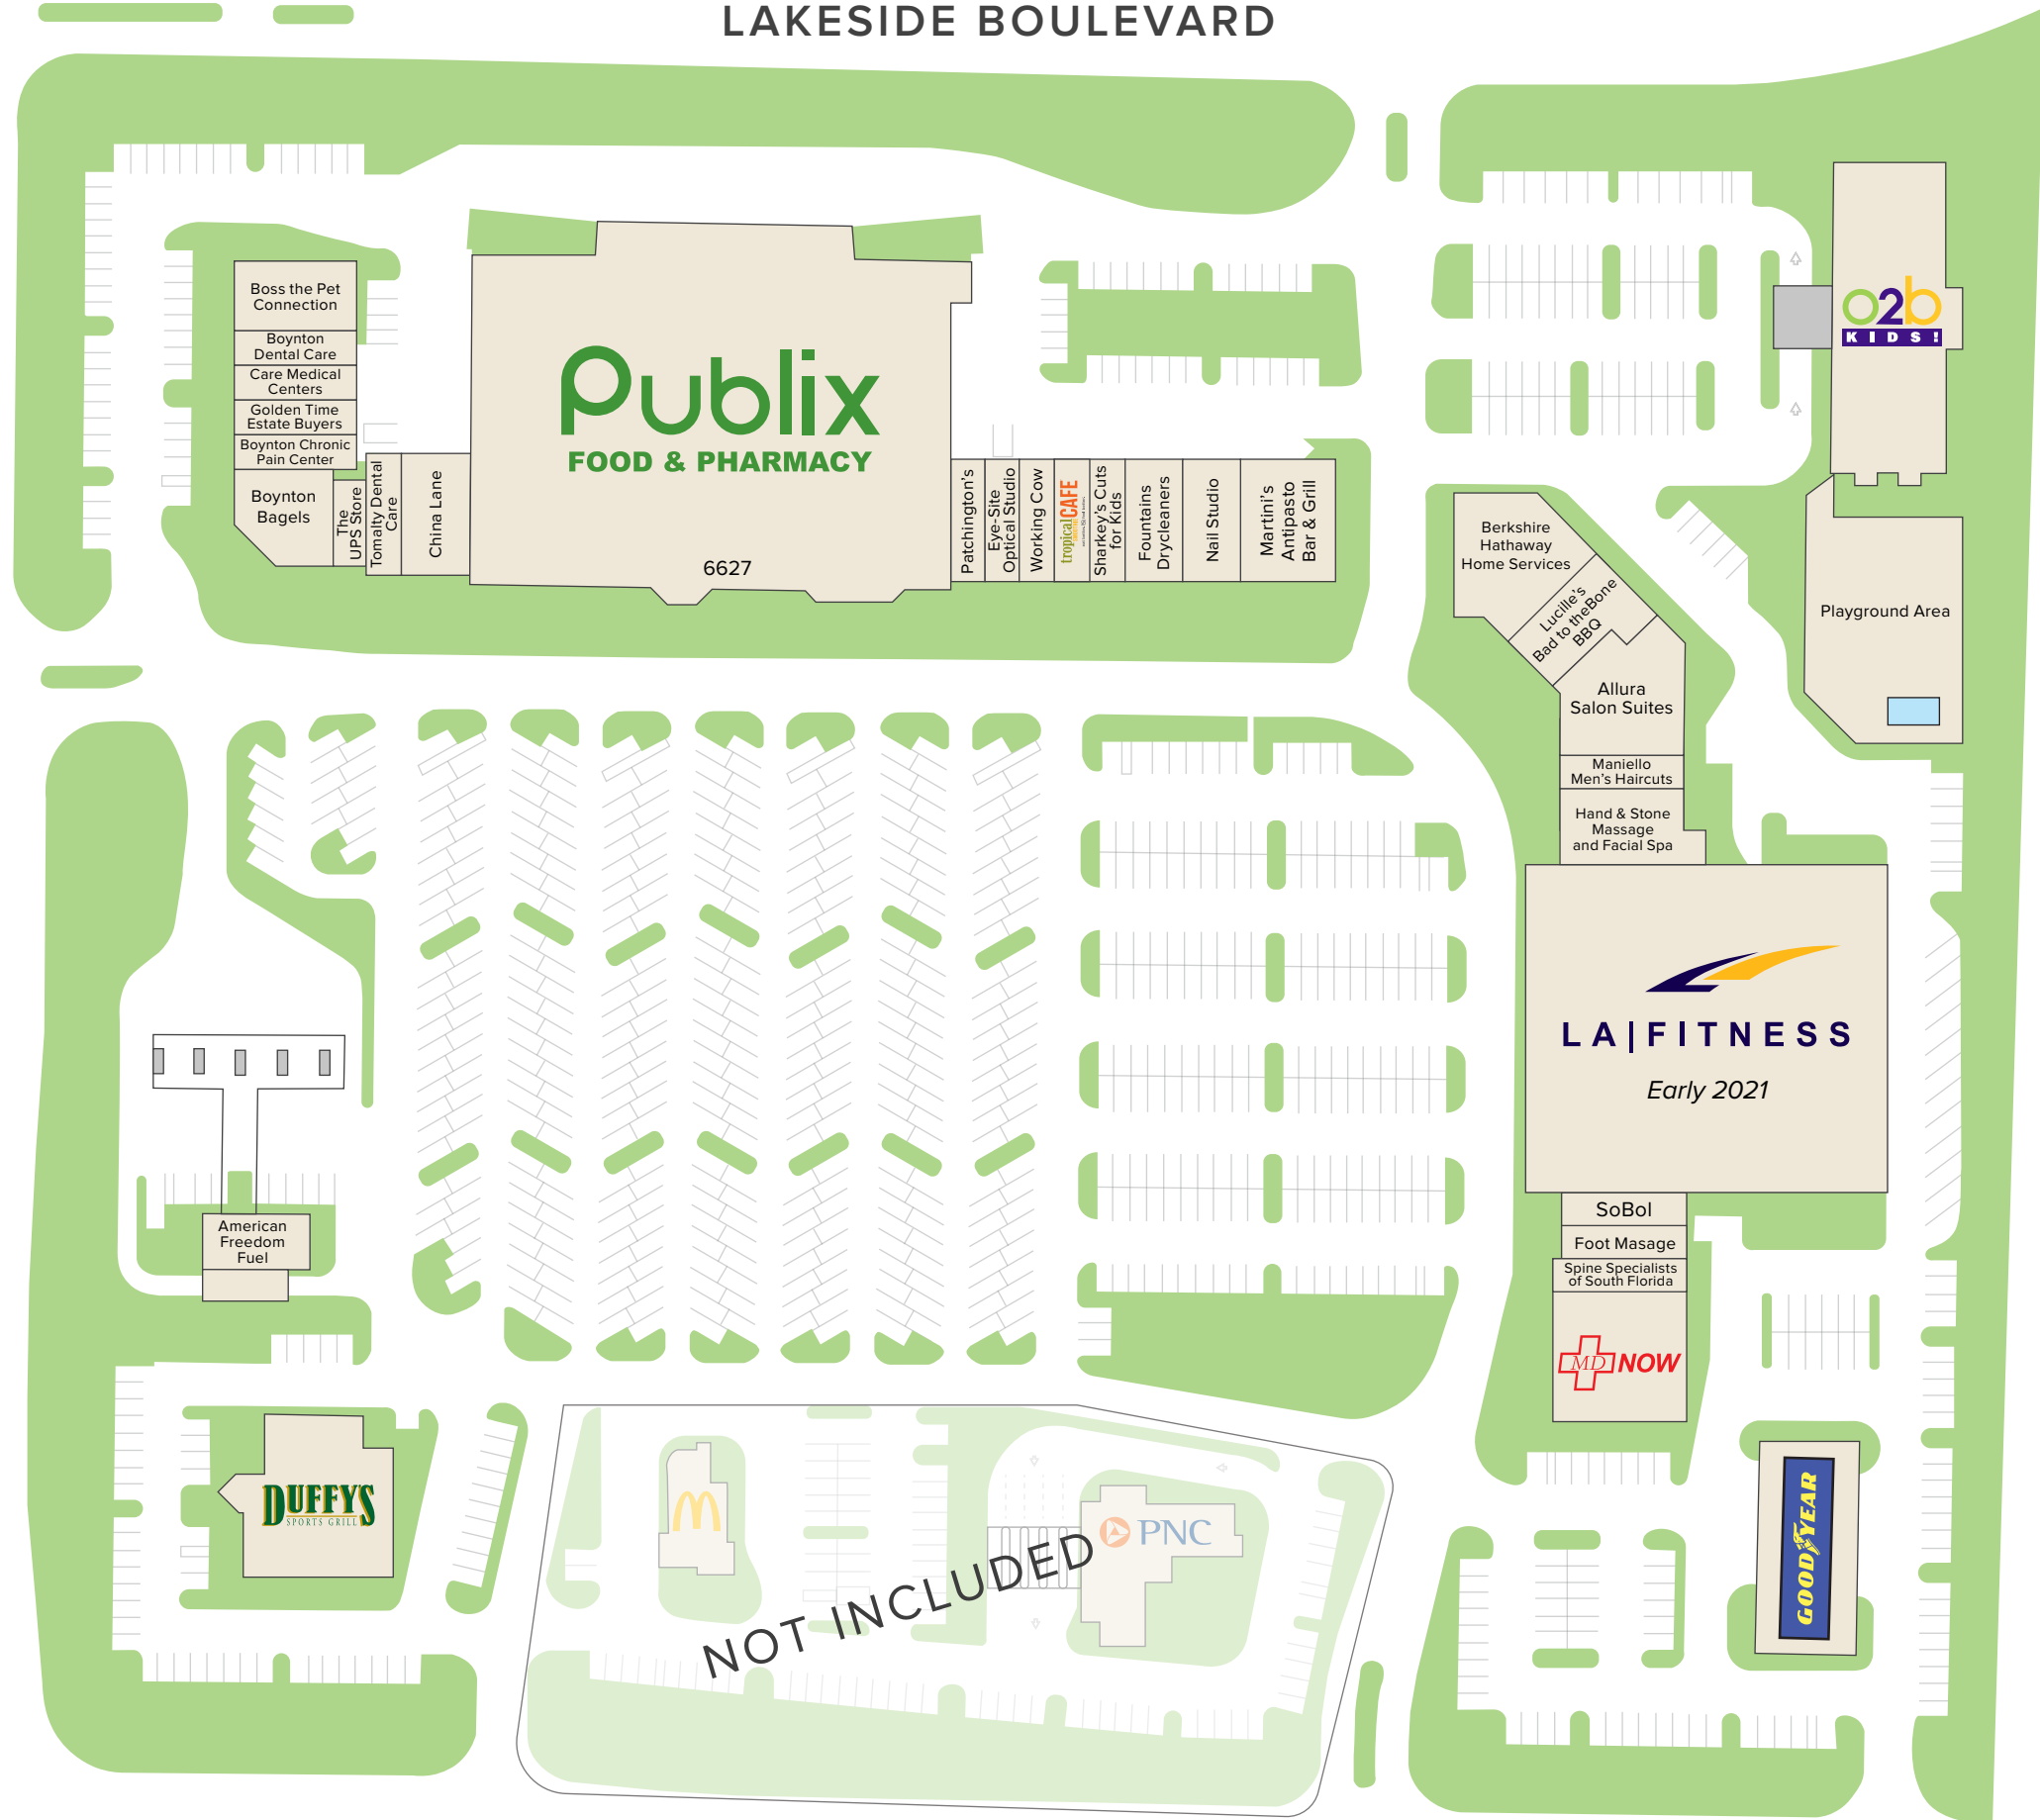 LAKESIDE BOULEVARD
Boss the Pet
Connection
Boynton
Dental Care
Care Medical
Centers
Golden Time
Estate Buyers
Boynton Chronic
Pain Center
Boynton
Bagels
The
UPS Store
Tomalty Dental
Care
China Lane
Publix
FOOD & PHARMACY
6627
Patchington's
Eye-Site
Optical Studio
Working Cow
tropical CAFE
Sharkey's Cuts
for Kids
Fountains
Drycleaners
Nail Studio
Martini's
Antipasto
Bar & Grill
o2b
KIDS!
Playground Area
Berkshire
Hathaway
Home Services
Lucille's
Bad to theBone
BBQ
Allura
Salon Suites
Maniello
Men's Haircuts
Hand & Stone
Massage
and Facial Spa
LA|FITNESS
Early 2021
SoBol
Foot Masage
Spine Specialists
of South Florida
MD NOW
GOODYEAR
American
Freedom
Fuel
DUFFY'S
SPORTS GRILL
PNC
NOT INCLUDED